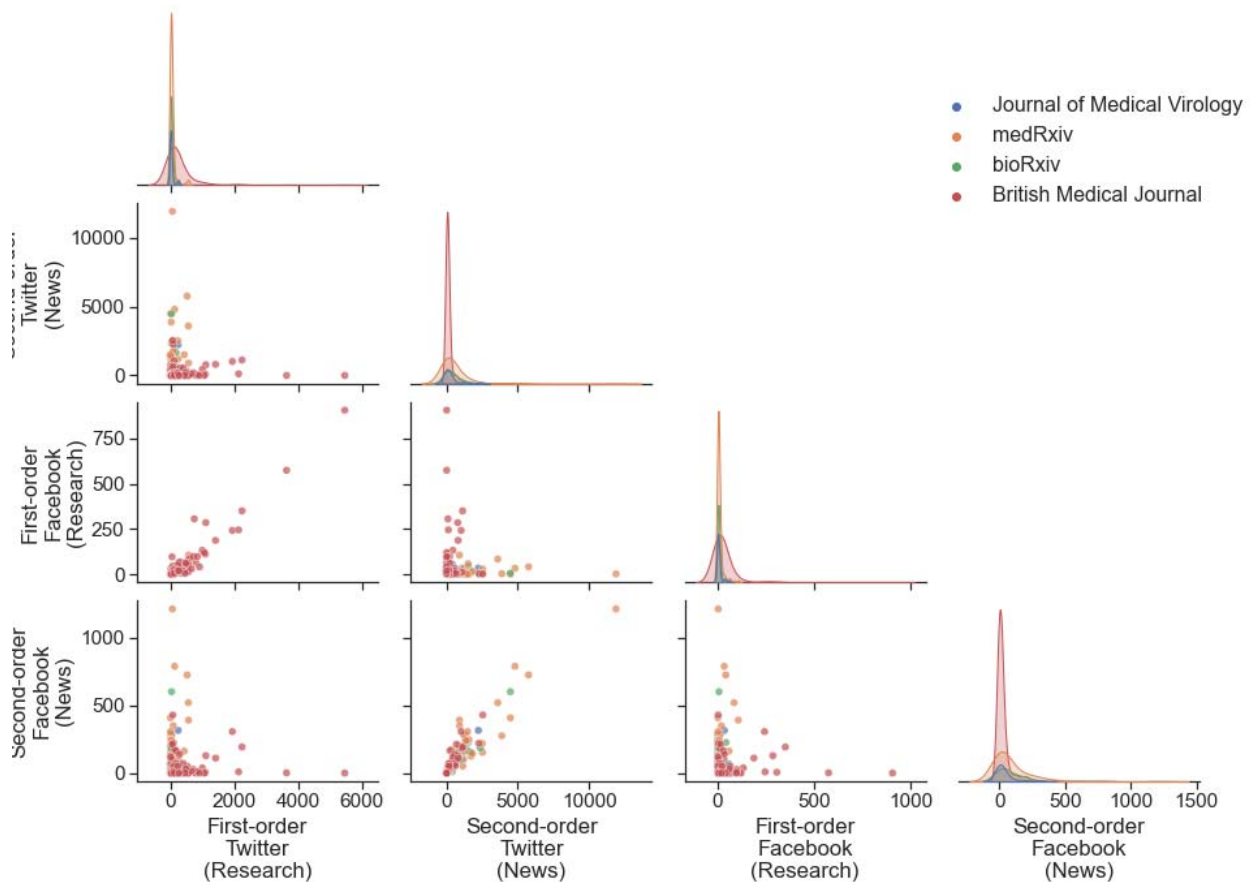 Journal of Medical Virology
medRxiv
bioRxiv
British Medical Journal
Twitter
(News)
10000
5000
0
First-order
Facebook
(Research)
750
500
250
0
Second-order
Facebook
(News)
1000
500
0
0 2000 4000 6000
0 5000 10000
0 500 1000
0 500 1000 1500
First-order
Twitter
(Research)
Second-order
Twitter
(News)
First-order
Facebook
(Research)
Second-order
Facebook
(News)